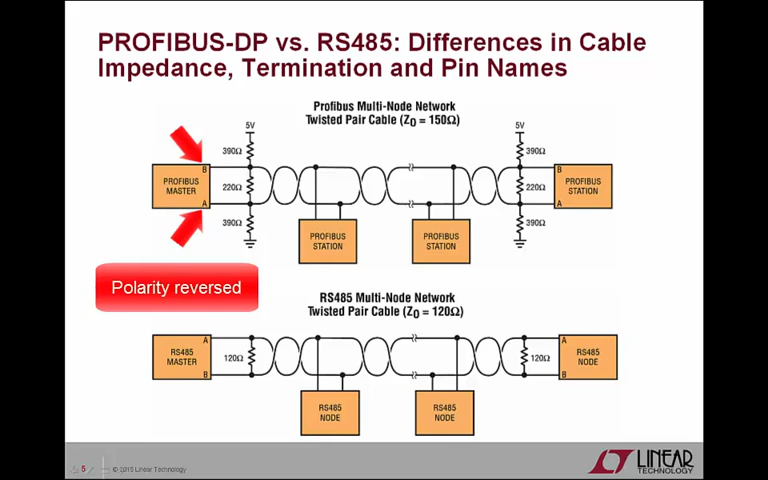 PROFIBUS-DP vs. RS485: Differences in Cable
Impedance, Termination and Pin Names
Profibus Multi-Node Network
Twisted Pair Cable (ZO = 150Ω)
5V
5V
390Ω
390Ω
B
B
PROFIBUS
MASTER
220Ω
220Ω
PROFIBUS
STATION
A
A
390Ω
390Ω
PROFIBUS
STATION
PROFIBUS
STATION
Polarity reversed
RS485 Multi-Node Network
Twisted Pair Cable (ZO = 120Ω)
A
A
RS485
MASTER
120Ω
120Ω
RS485
NODE
B
B
RS485
NODE
RS485
NODE
5
© 2015 Linear Technology
LINEAR
TECHNOLOGY